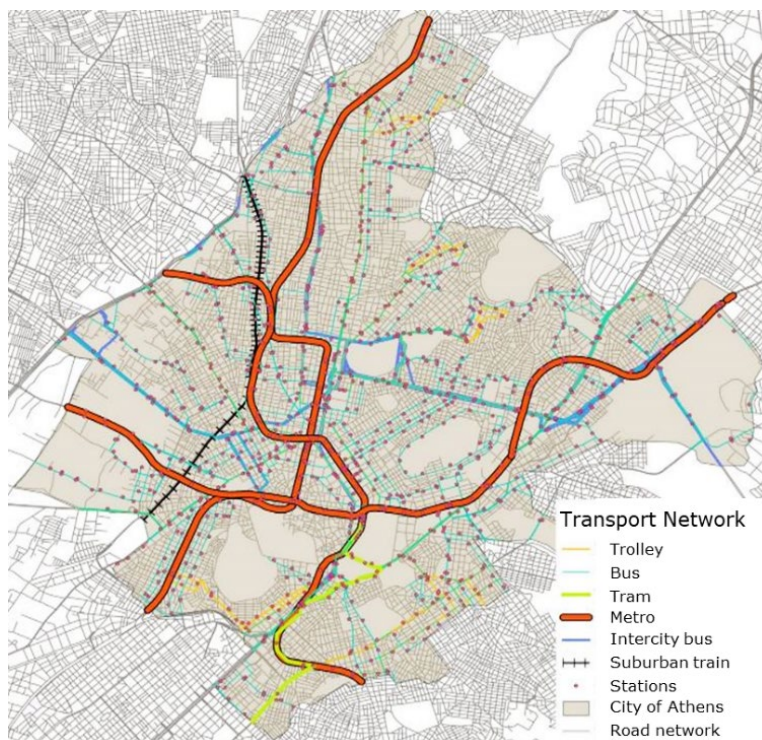 Transport Network
Trolley
Bus
Tram
Metro
Intercity bus
Suburban train
Stations
City of Athens
Road network